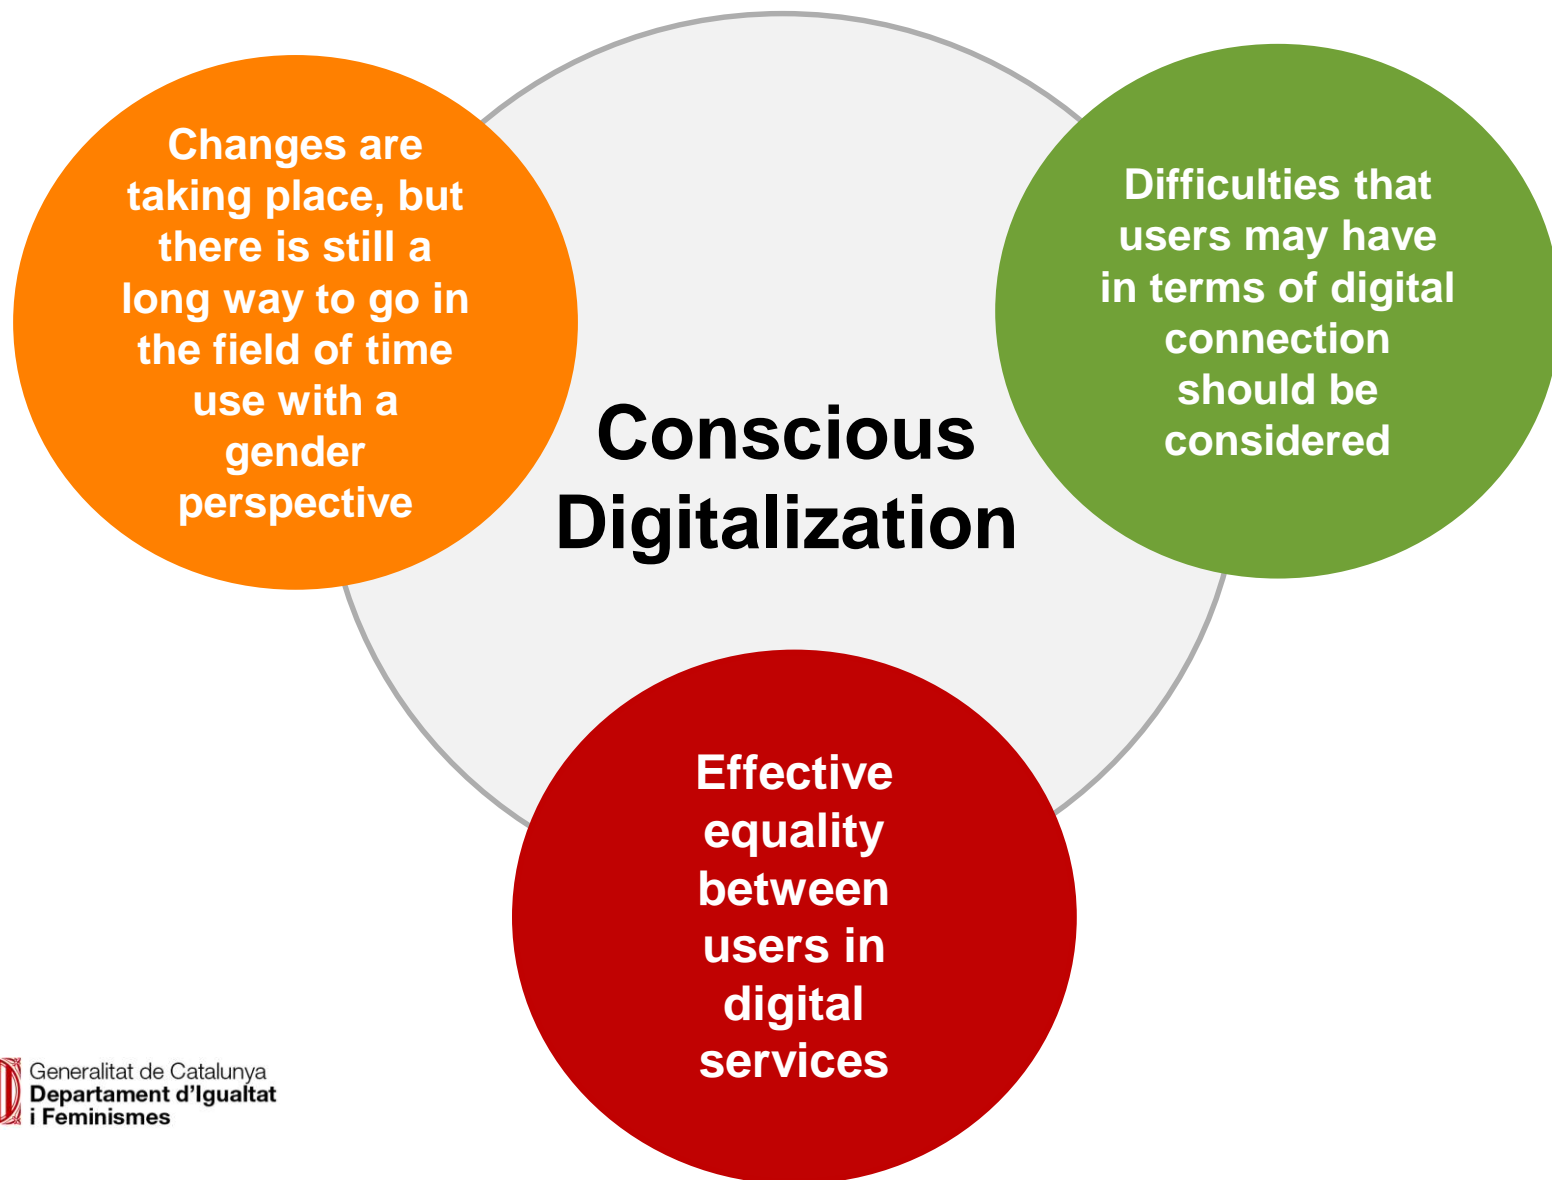 Changes are
taking place, but
there is still a
long way to go in
the field of time
use with a
gender
perspective
Difficulties that
users may have
in terms of digital
connection
should be
considered
Conscious
Digitalization
Effective
equality
between
users in
digital
services
Generalitat de Catalunya
Departament d'Igualtat
i Feminismes